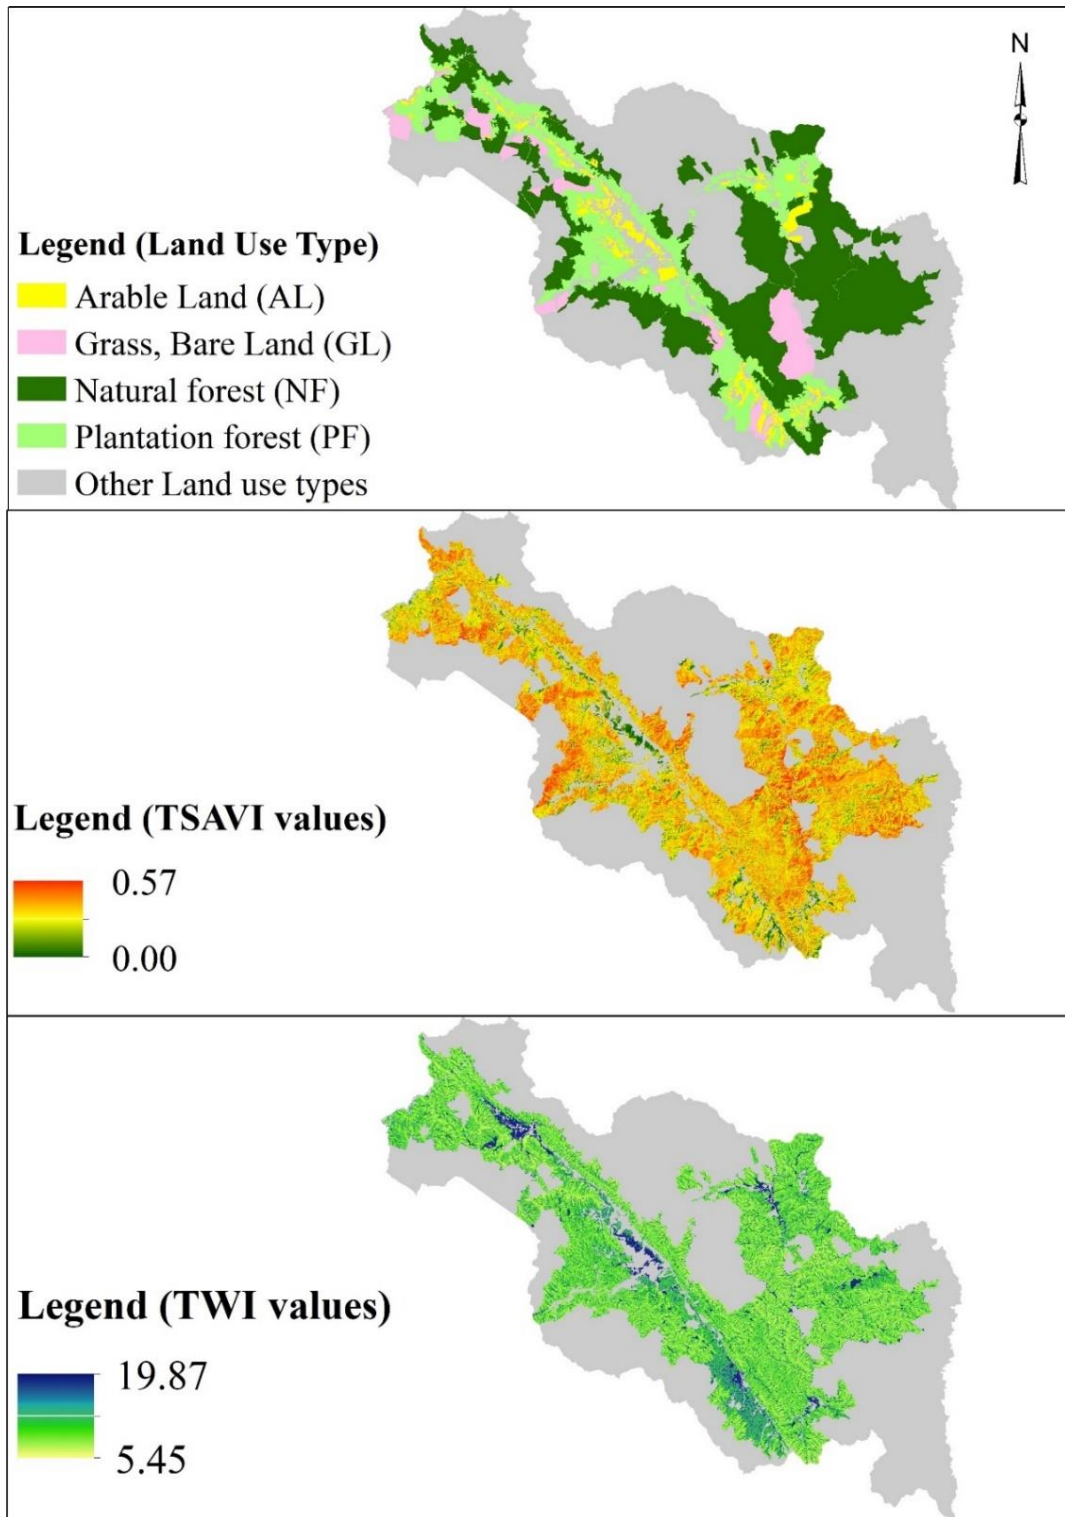 N
Legend (Land Use Type)
Arable Land (AL)
Grass, Bare Land (GL)
Natural forest (NF)
Plantation forest (PF)
Other Land use types
Legend (TSAVI values)
0.57
0.00
Legend (TWI values)
19.87
5.45